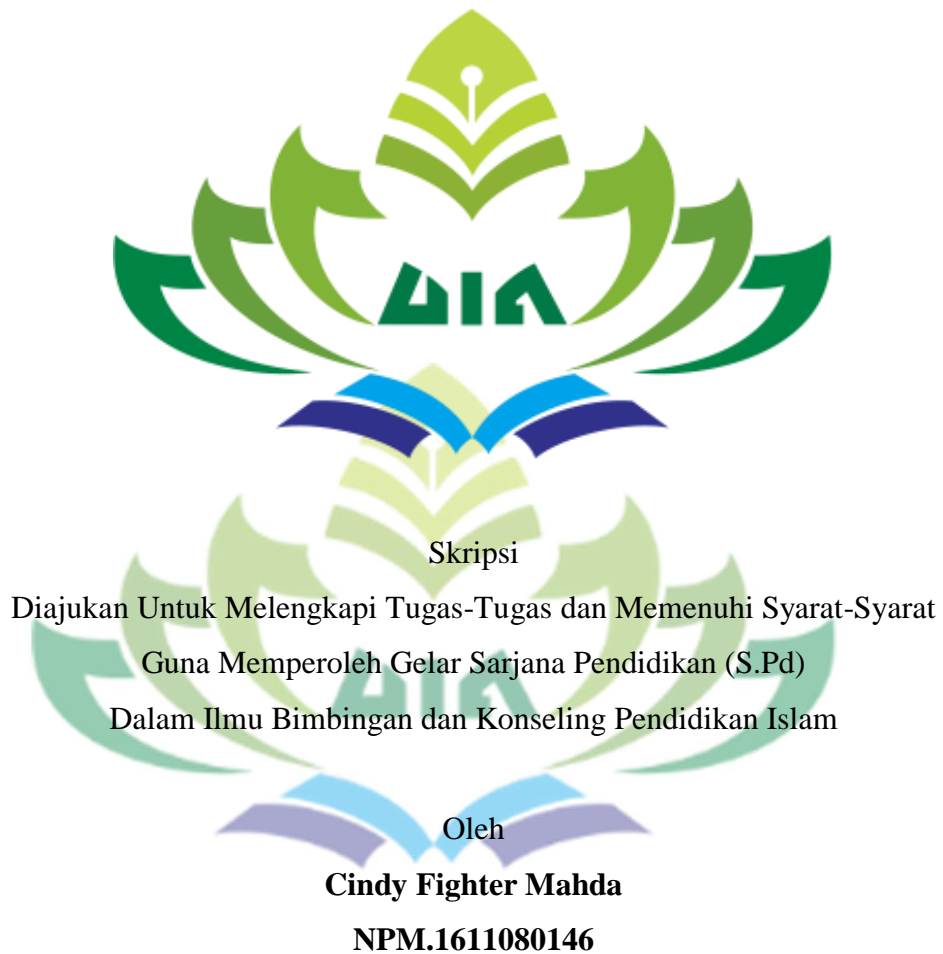 UIN
Skripsi
Diajukan Untuk Melengkapi Tugas-Tugas dan Memenuhi Syarat-Syarat
Guna Memperoleh Gelar Sarjana Pendidikan (S.Pd)
Dalam Ilmu Bimbingan dan Konseling Pendidikan Islam
Oleh
Cindy Fighter Mahda
NPM.1611080146